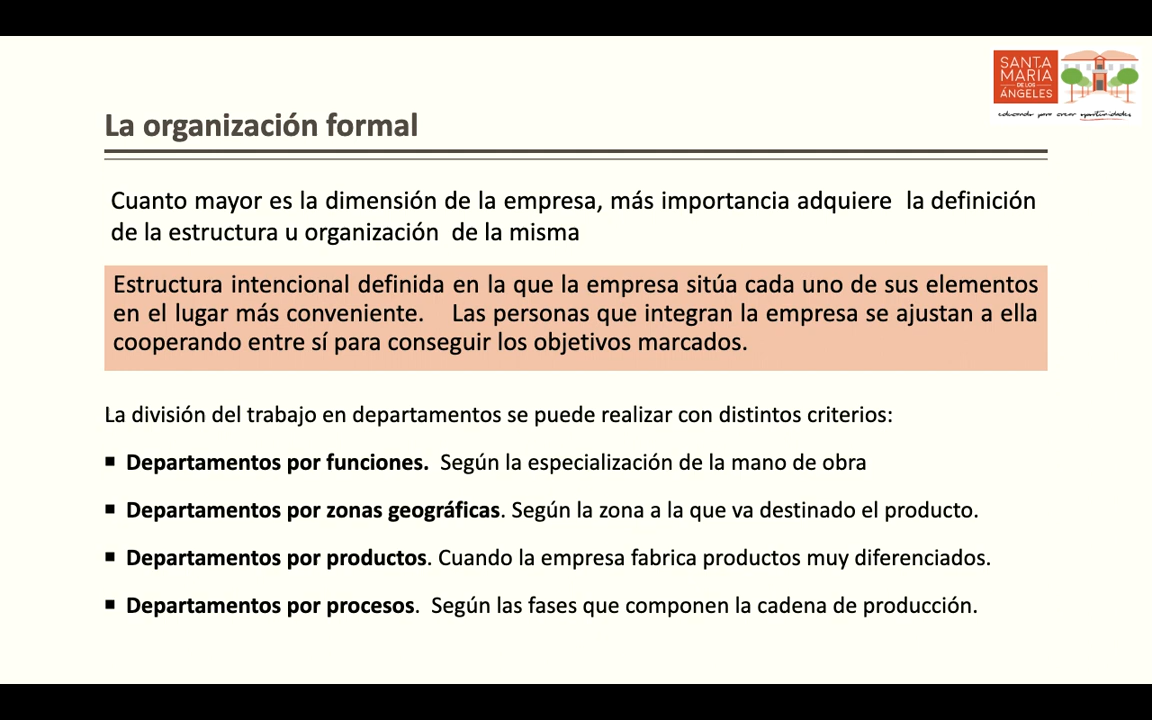 SANTA
MARIA
DE LOS
ÁNGELES
educando para crear oportunidades
La organización formal
Cuanto mayor es la dimensión de la empresa, más importancia adquiere la definición
de la estructura u organización de la misma
Estructura intencional definida en la que la empresa sitúa cada uno de sus elementos
en el lugar más conveniente. Las personas que integran la empresa se ajustan a ella
cooperando entre sí para conseguir los objetivos marcados.
La división del trabajo en departamentos se puede realizar con distintos criterios:
▪ Departamentos por funciones. Según la especialización de la mano de obra
▪ Departamentos por zonas geográficas. Según la zona a la que va destinado el producto.
▪ Departamentos por productos. Cuando la empresa fabrica productos muy diferenciados.
▪ Departamentos por procesos. Según las fases que componen la cadena de producción.